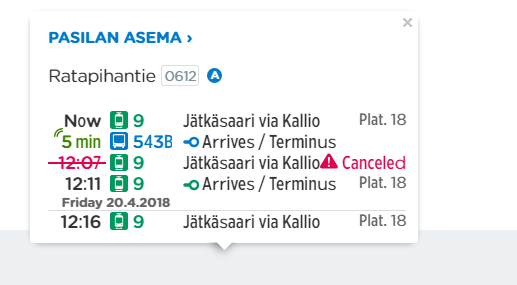 PASILAN ASEMA ›
Ratapihantie 0612 A
Now 9 Jätkäsaari via Kallio Plat. 18
5 min 543B Arrives / Terminus
12:07 9 Jätkäsaari via Kallio Canceled
12:11 9 Arrives / Terminus Plat. 18
Friday 20.4.2018
12:16 9 Jätkäsaari via Kallio Plat. 18